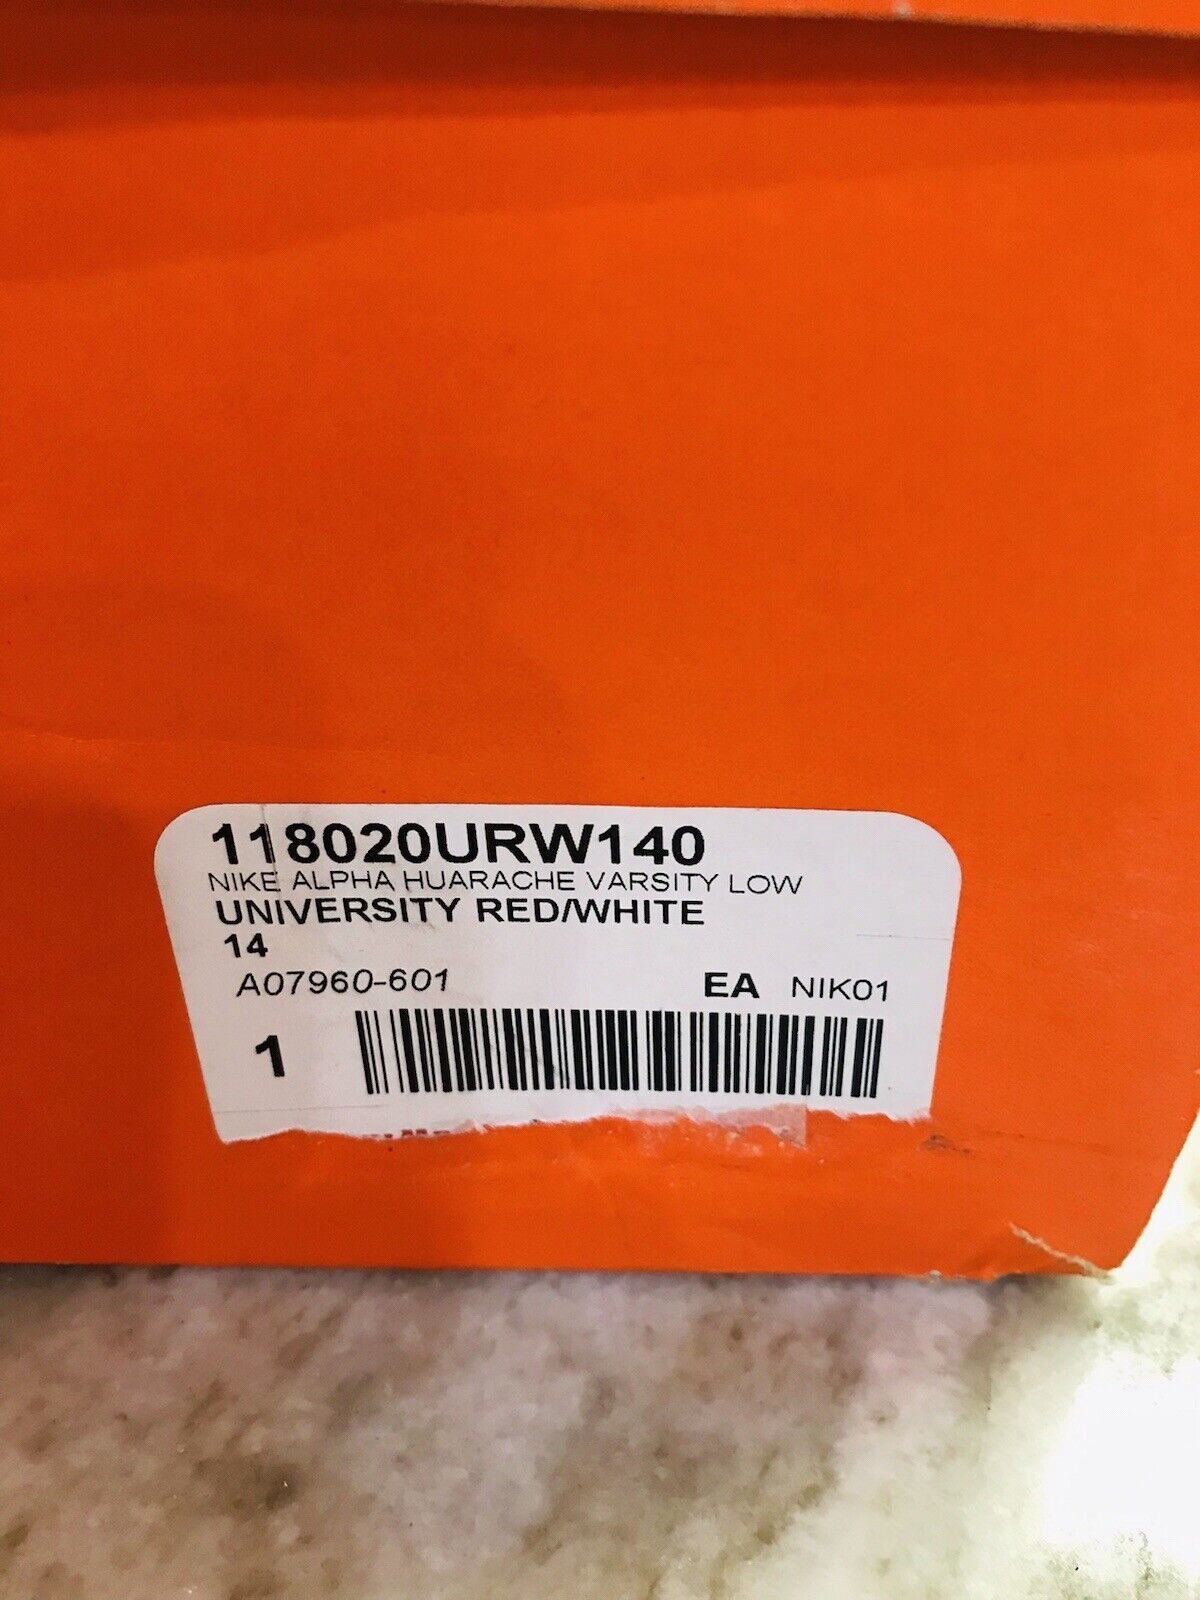 118020URW140
NIKE ALPHA HUARACHE VARSITY LOW
UNIVERSITY RED/WHITE
14
A07960-601 EA NIK01
1